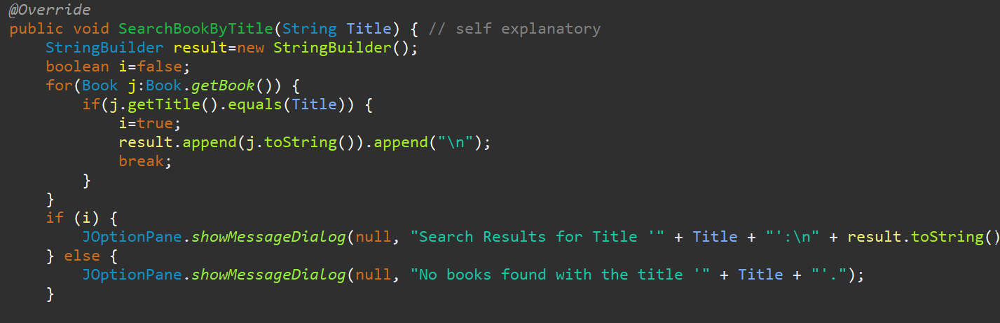 @Override
public void SearchBookByTitle(String Title) { // self explanatory
    StringBuilder result=new StringBuilder();
    boolean i=false;
    for(Book j:Book.getBook()) {
        if(j.getTitle().equals(Title)) {
            i=true;
            result.append(j.toString()).append("\n");
            break;
        }
    }
    if (i) {
        JOptionPane.showMessageDialog(null, "Search Results for Title '" + Title + "':\n" + result.toString()
    } else {
        JOptionPane.showMessageDialog(null, "No books found with the title '" + Title + "'.");
    }